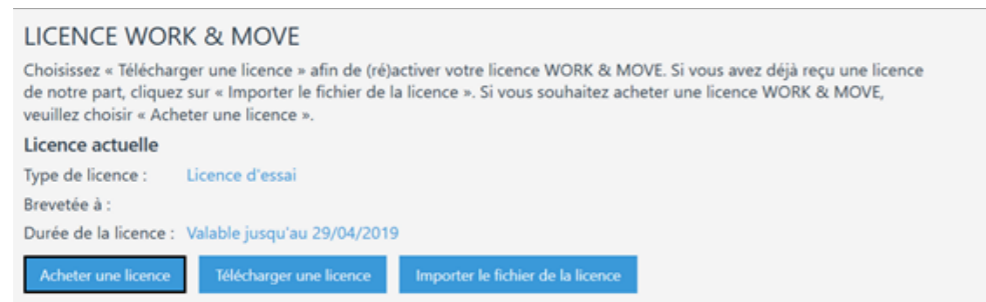 LICENCE WORK & MOVE
Choisissez « Télécharger une licence » afin de (ré)activer votre licence WORK & MOVE. Si vous avez déjà reçu une licence
de notre part, cliquez sur « Importer le fichier de la licence ». Si vous souhaitez acheter une licence WORK & MOVE,
veuillez choisir « Acheter une licence ».
Licence actuelle
Type de licence : Licence d'essai
Brevetée à :
Durée de la licence : Valable jusqu'au 29/04/2019
Acheter une licence Télécharger une licence Importer le fichier de la licence